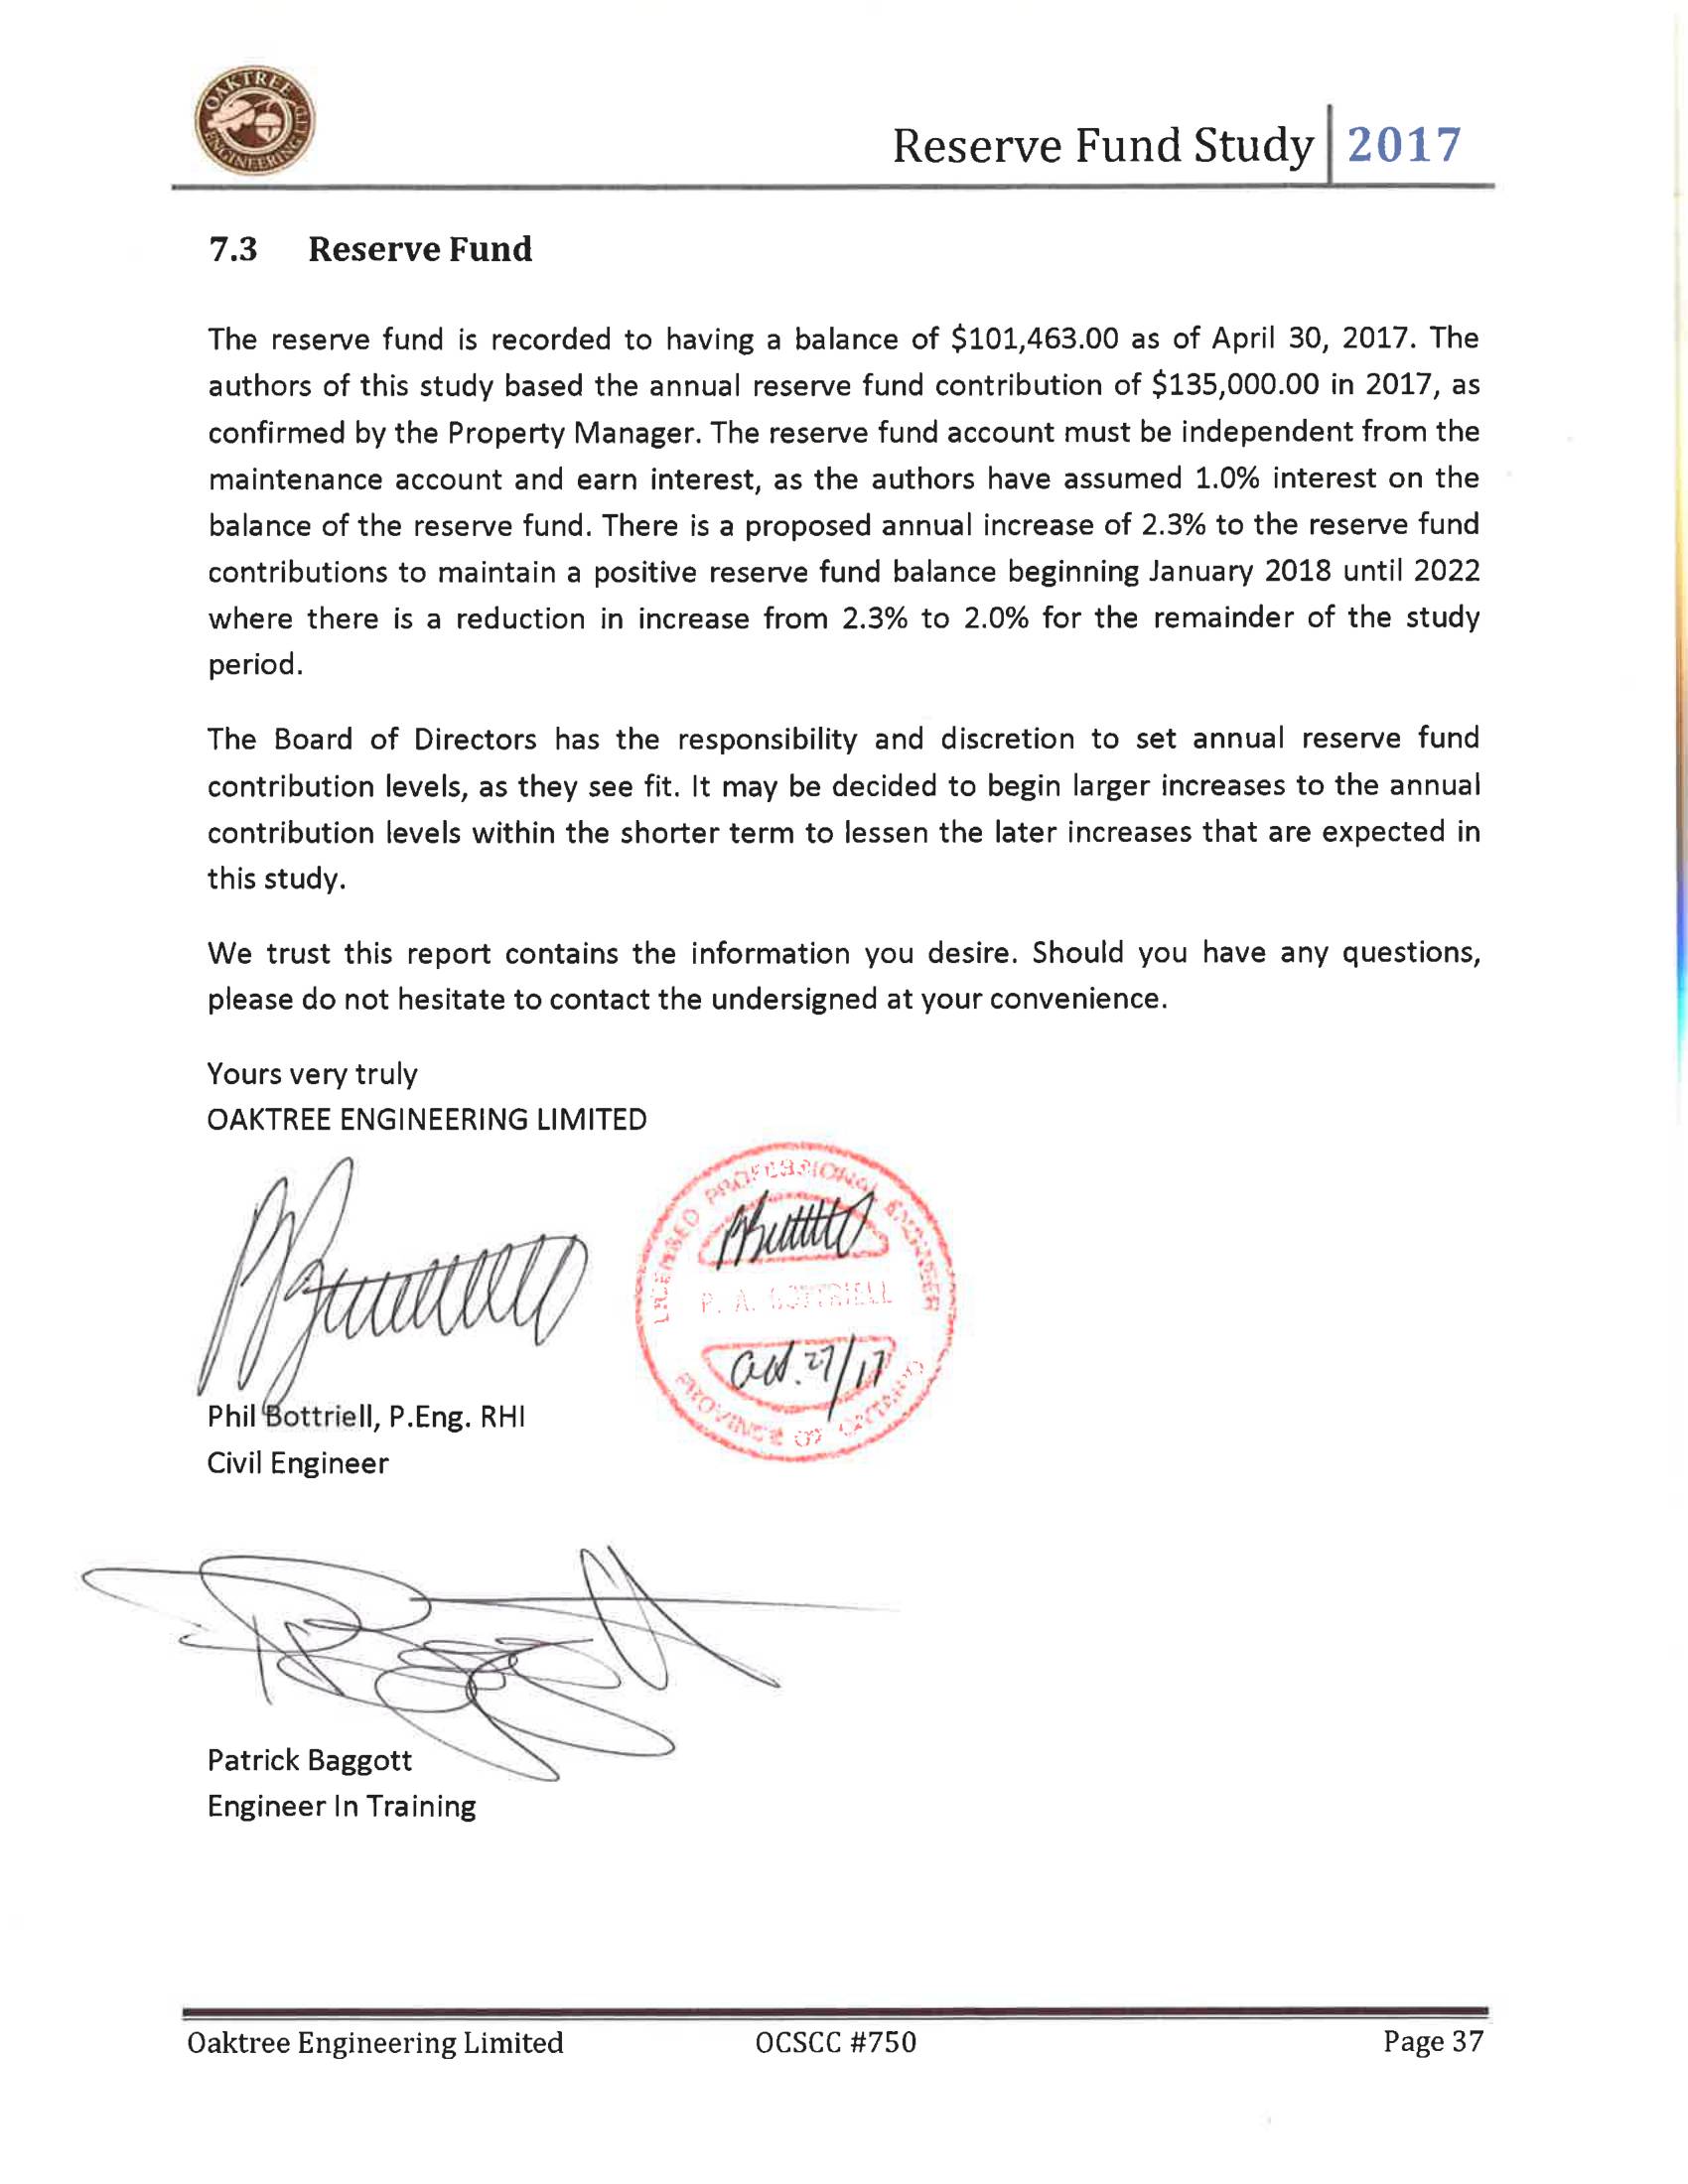 OAKTREE
ENGINEERING LTD
Reserve Fund Study 2017
7.3 Reserve Fund
The reserve fund is recorded to having a balance of $101,463.00 as of April 30, 2017. The
authors of this study based the annual reserve fund contribution of $135,000.00 in 2017, as
confirmed by the Property Manager. The reserve fund account must be independent from the
maintenance account and earn interest, as the authors have assumed 1.0% interest on the
balance of the reserve fund. There is a proposed annual increase of 2.3% to the reserve fund
contributions to maintain a positive reserve fund balance beginning January 2018 until 2022
where there is a reduction in increase from 2.3% to 2.0% for the remainder of the study
period.
The Board of Directors has the responsibility and discretion to set annual reserve fund
contribution levels, as they see fit. It may be decided to begin larger increases to the annual
contribution levels within the shorter term to lessen the later increases that are expected in
this study.
We trust this report contains the information you desire. Should you have any questions,
please do not hesitate to contact the undersigned at your convenience.
Yours very truly
OAKTREE ENGINEERING LIMITED
LICENSED PROFESSIONAL ENGINEER
P. A. BOTTRIELL
Oct. 27/17
PROVINCE OF ONTARIO
Phil Bottriell, P.Eng. RHI
Civil Engineer
Patrick Baggott
Engineer In Training
Oaktree Engineering Limited OCSCC #750 Page 37